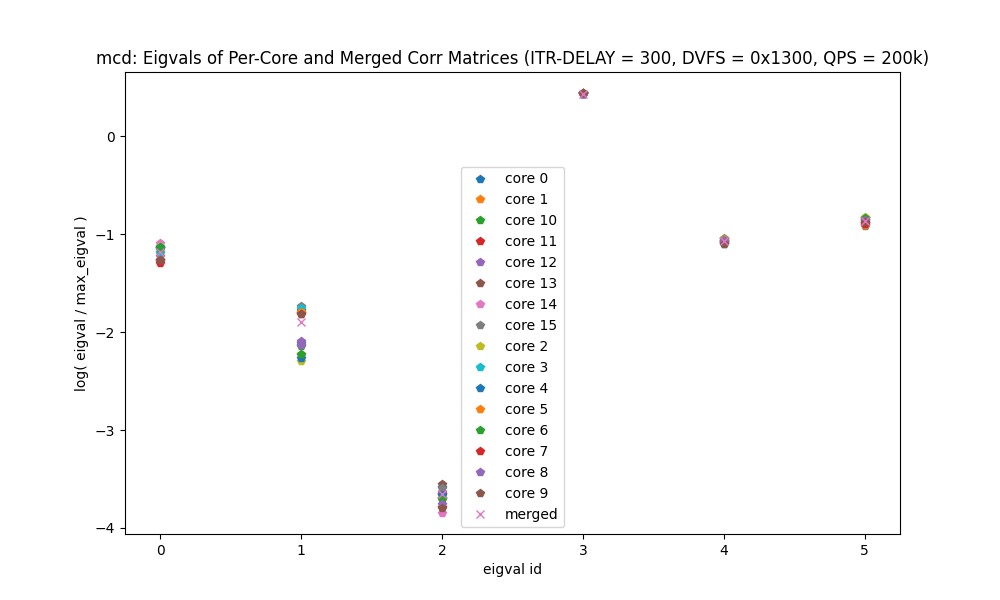 mcd: Eigvals of Per-Core and Merged Corr Matrices (ITR-DELAY = 300, DVFS = 0x1300, QPS = 200k)
log( eigval / max_eigval )
0
−1
−2
−3
−4
core 0
core 1
core 10
core 11
core 12
core 13
core 14
core 15
core 2
core 3
core 4
core 5
core 6
core 7
core 8
core 9
merged
0 1 2 3 4 5
eigval id